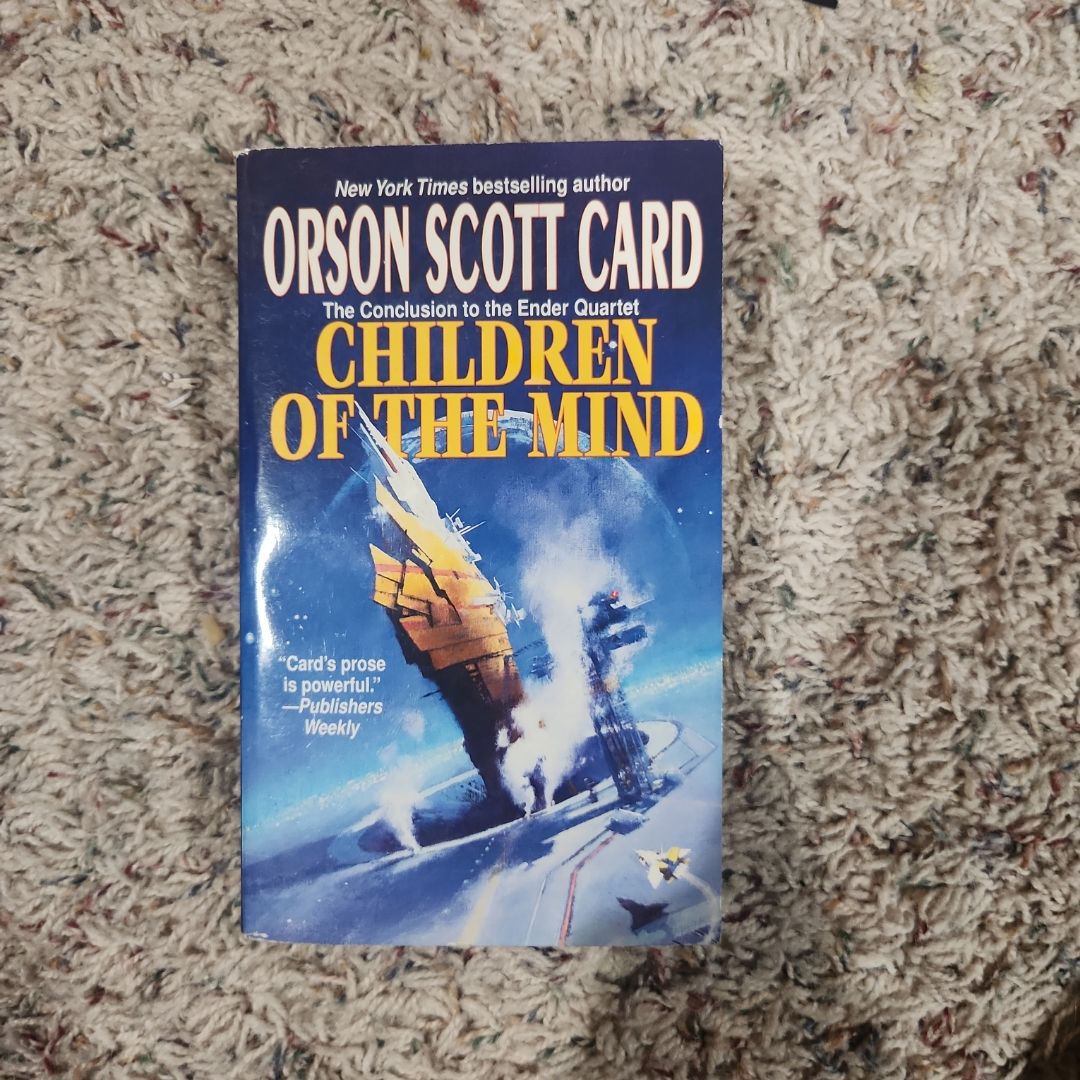 New York Times bestselling author
ORSON SCOTT CARD
The Conclusion to the Ender Quartet
CHILDREN
OF THE MIND
“Card’s prose
is powerful.”
—Publishers
Weekly